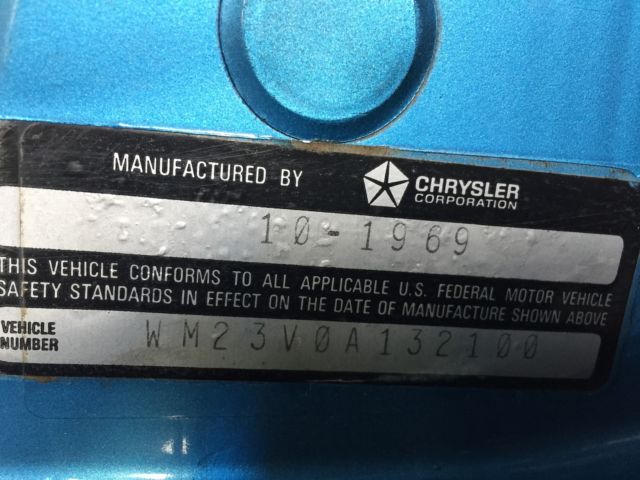 MANUFACTURED BY CHRYSLER CORPORATION
10-1969
THIS VEHICLE CONFORMS TO ALL APPLICABLE U.S. FEDERAL MOTOR VEHICLE
SAFETY STANDARDS IN EFFECT ON THE DATE OF MANUFACTURE SHOWN ABOVE
VEHICLE NUMBER WM23V0A132100